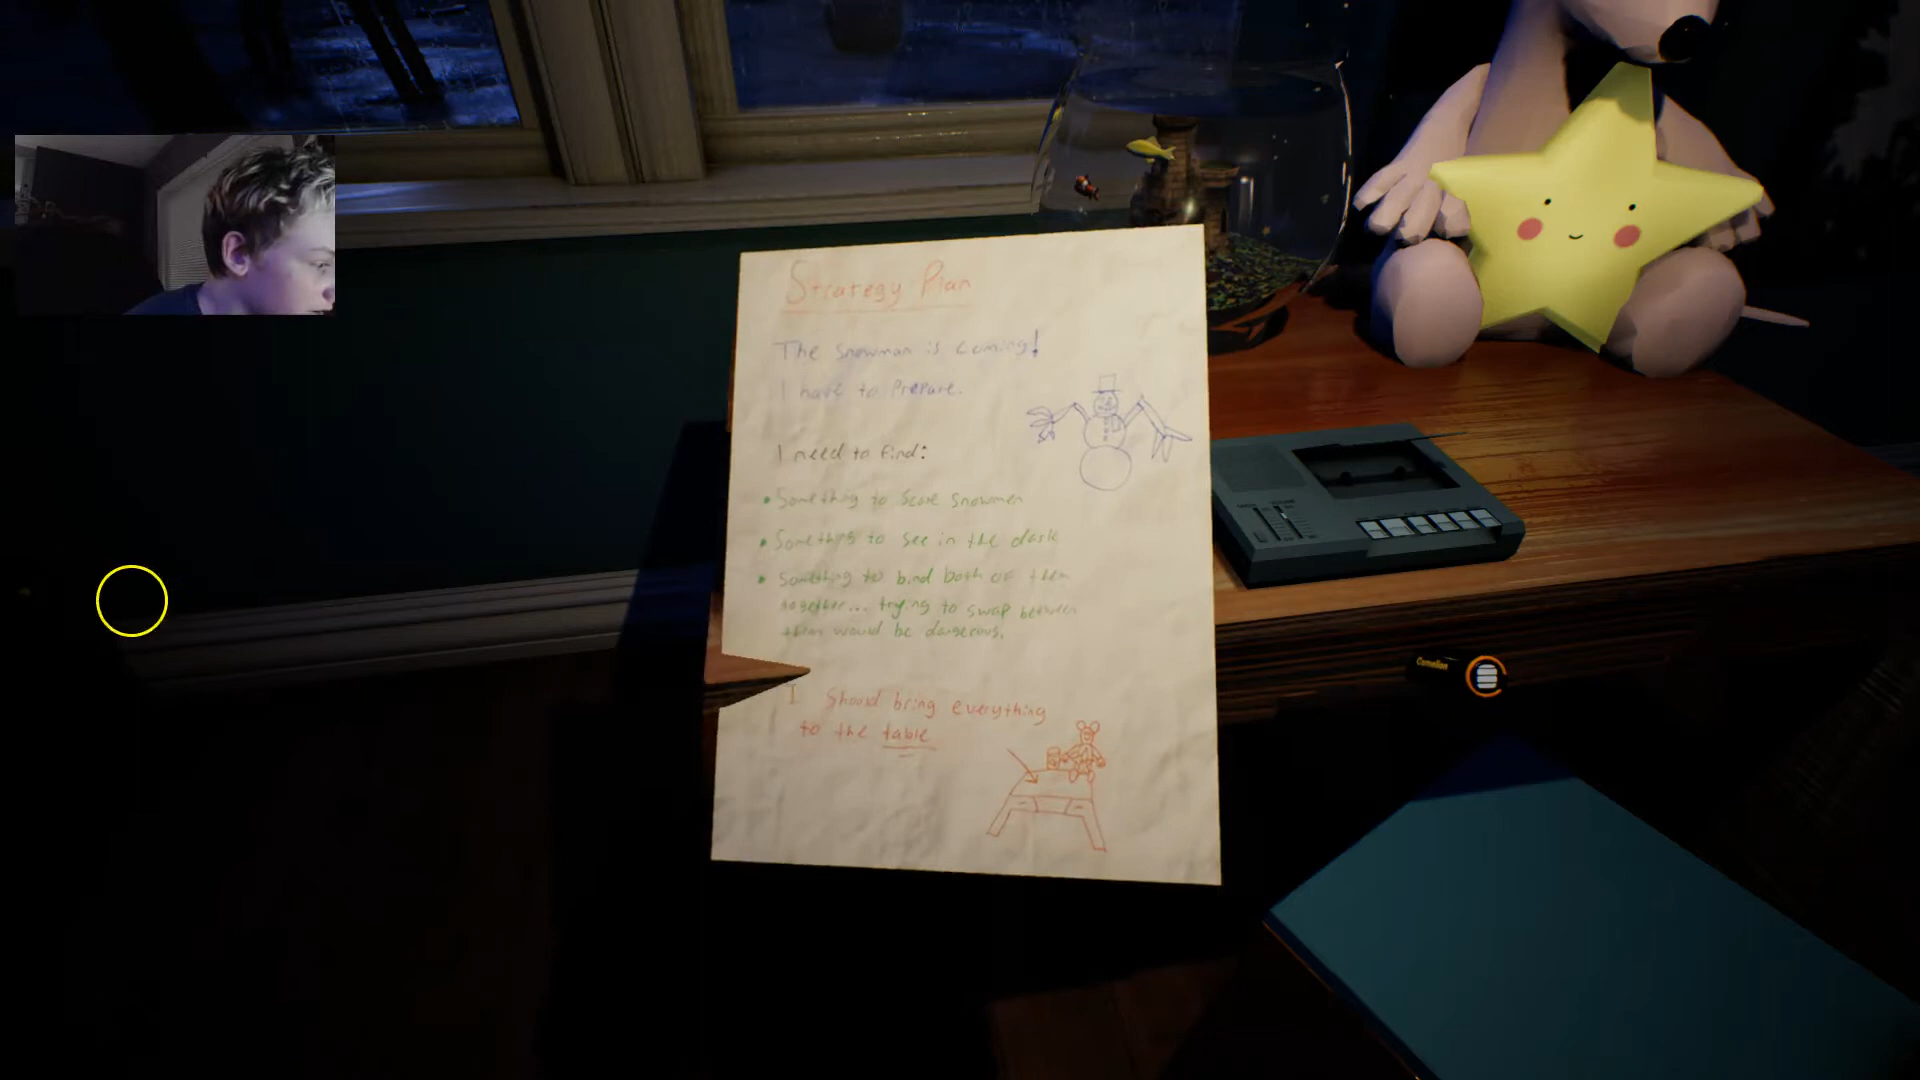 Strategy Plan
The snowman is coming!
I have to Prepare.
I need to find:
• Something to Scare Snowmen
• Something to see in the dark
• Something to bind both of them
together... trying to swap between
them would be dangerous.
I Should bring everything
to the table
Camelion